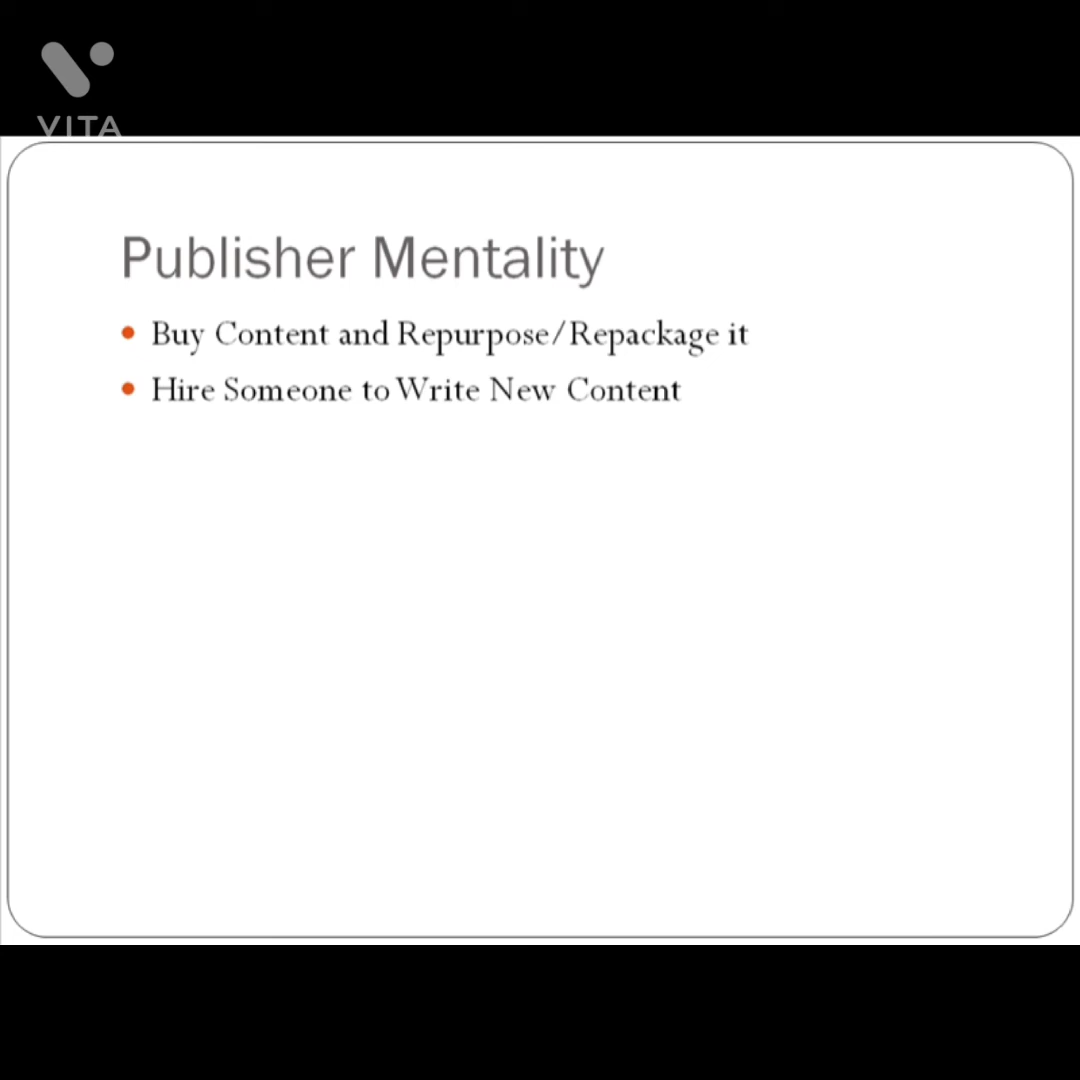 VITA
Publisher Mentality
Buy Content and Repurpose/Repackage it
Hire Someone to Write New Content